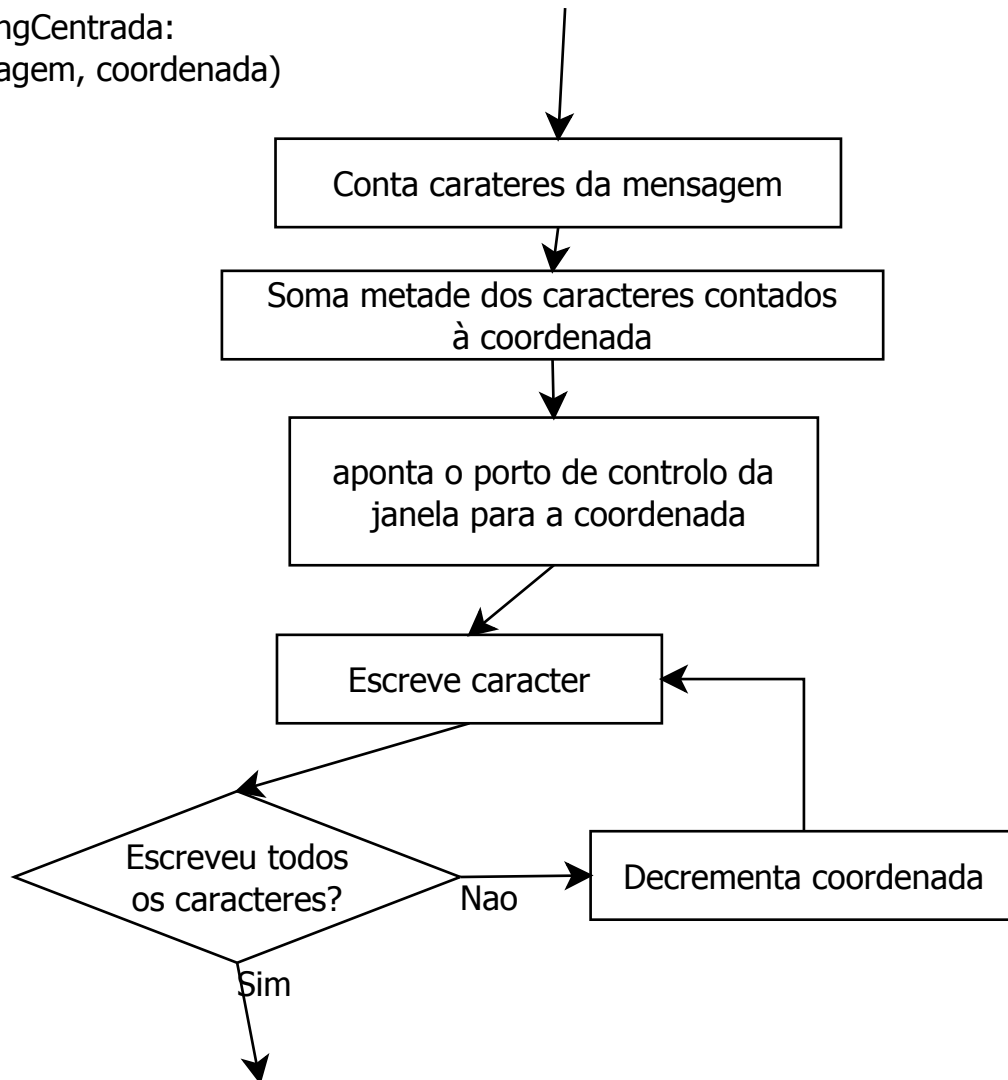 ngCentrada:
agem, coordenada)
Conta carateres da mensagem
Soma metade dos caracteres contados
à coordenada
aponta o porto de controlo da
janela para a coordenada
Escreve caracter
Escreveu todos
os caracteres?
Nao
Decrementa coordenada
Sim